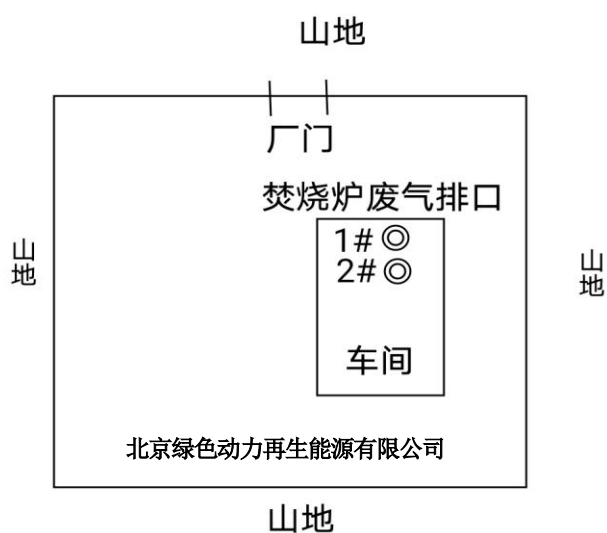 山地
厂门
焚烧炉废气排口
1# ◎
2# ◎
山地
山地
车间
北京绿色动力再生能源有限公司
山地